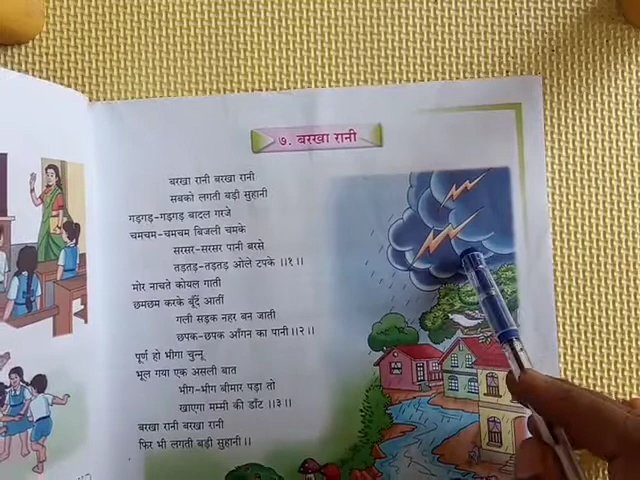 ७. बरखा रानी
बरखा रानी बरखा रानी
सबको लगती बड़ी सुहानी
गड़गड़-गड़गड़ बादल गरजे
चमचम-चमचम बिजली चमके
सरसर-सरसर पानी बरसे
तड़तड़-तड़तड़ ओले टपके ।।१।।
मोर नाचते कोयल गाती
छमछम करके बूँदें आतीं
गली सड़क नहर बन जाती
छपक-छपक आँगन का पानी ।।२।।
पूर्ण हो भीगा चुन्नू
भूल गया एक असली बात
भीग-भीग बीमार पड़ा तो
खाएगा मम्मी की डाँट ।।३।।
बरखा रानी बरखा रानी
फिर भी लगती बड़ी सुहानी ।।